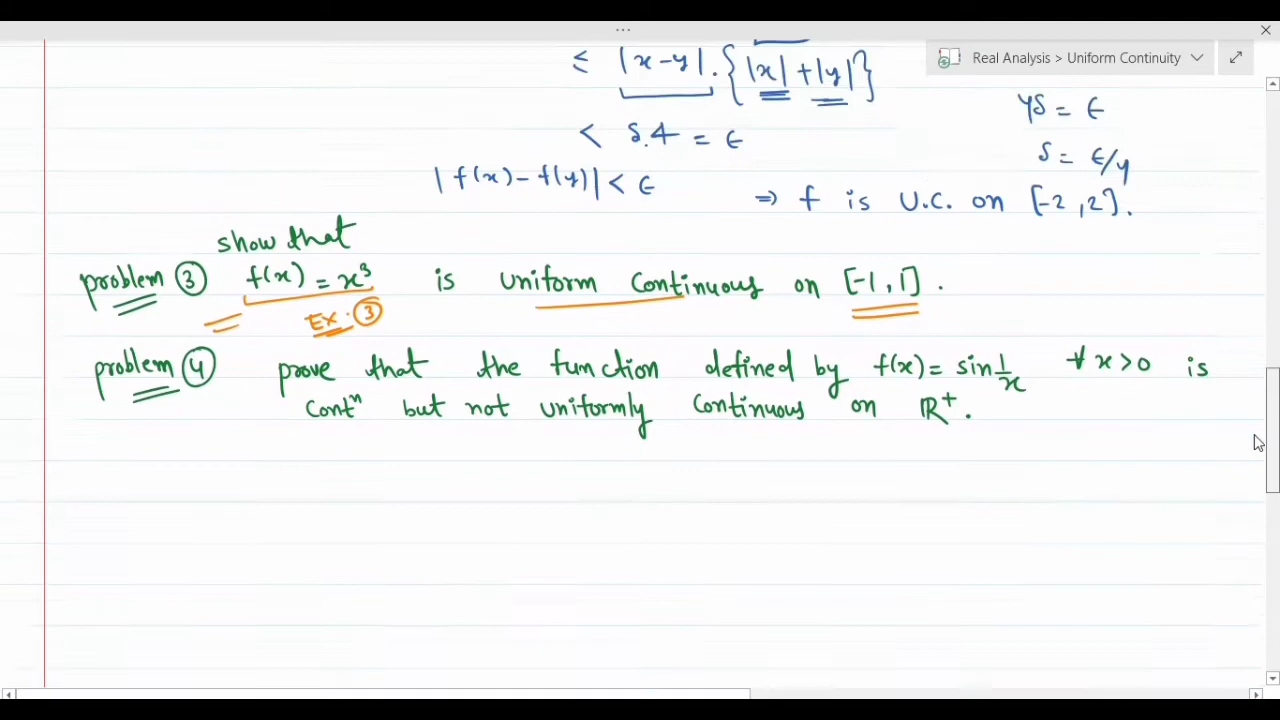 Real Analysis > Uniform Continuity
≤ |x-y| . {|x| + |y|}
< δ.4 = ε
4δ = ε
δ = ε/4
|f(x) - f(y)| < ε
⇒ f is U.C. on [-2, 2].
show that
problem ③ f(x) = x³ is uniform continuous on [-1, 1].
Ex. ③
problem ④ prove that the function defined by f(x) = sin 1/x ∀ x > 0 is
contⁿ but not uniformly continuous on ℝ⁺.